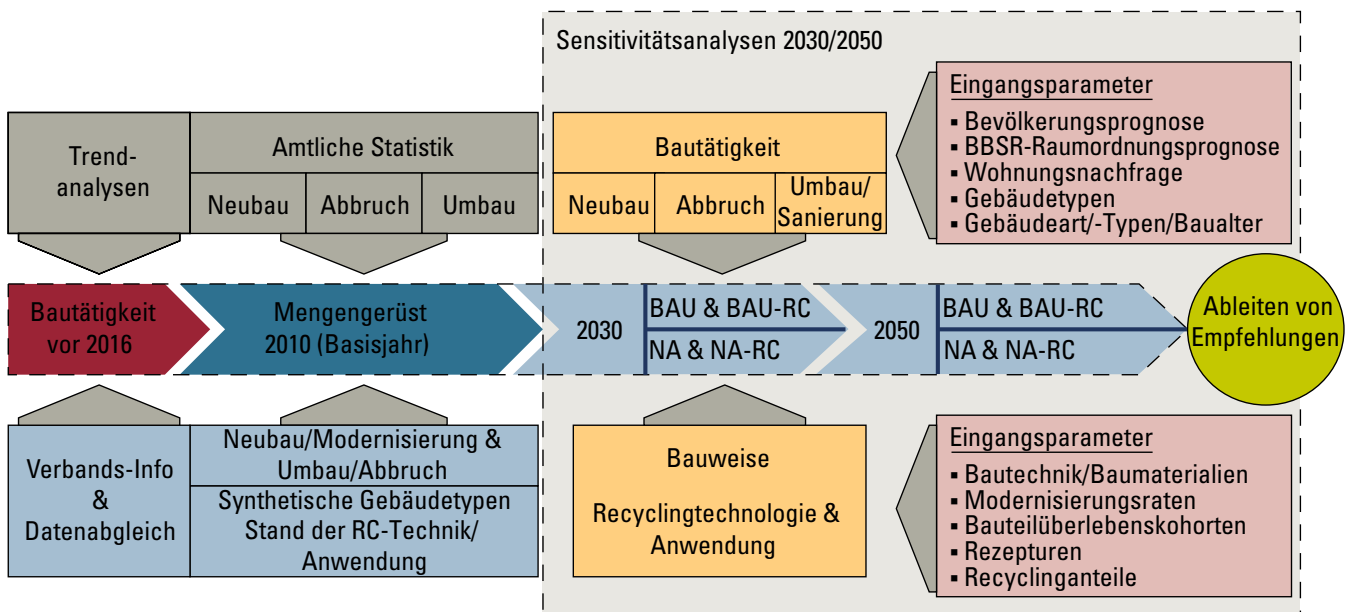 Sensitivitätsanalysen 2030/2050
Trend-
analysen
Amtliche Statistik
Neubau
Abbruch
Umbau
Bautätigkeit
Neubau
Abbruch
Umbau/
Sanierung
Eingangsparameter
▪ Bevölkerungsprognose
▪ BBSR-Raumordnungsprognose
▪ Wohnungsnachfrage
▪ Gebäudetypen
▪ Gebäudeart/-Typen/Baualter
Bautätigkeit
vor 2016
Mengengerüst
2010 (Basisjahr)
2030
BAU & BAU-RC
NA & NA-RC
2050
BAU & BAU-RC
NA & NA-RC
Ableiten von
Empfehlungen
Verbands-Info
&
Datenabgleich
Neubau/Modernisierung &
Umbau/Abbruch
Synthetische Gebäudetypen
Stand der RC-Technik/
Anwendung
Bauweise
Recyclingtechnologie &
Anwendung
Eingangsparameter
▪ Bautechnik/Baumaterialien
▪ Modernisierungsraten
▪ Bauteilüberlebenskohorten
▪ Rezepturen
▪ Recyclinganteile